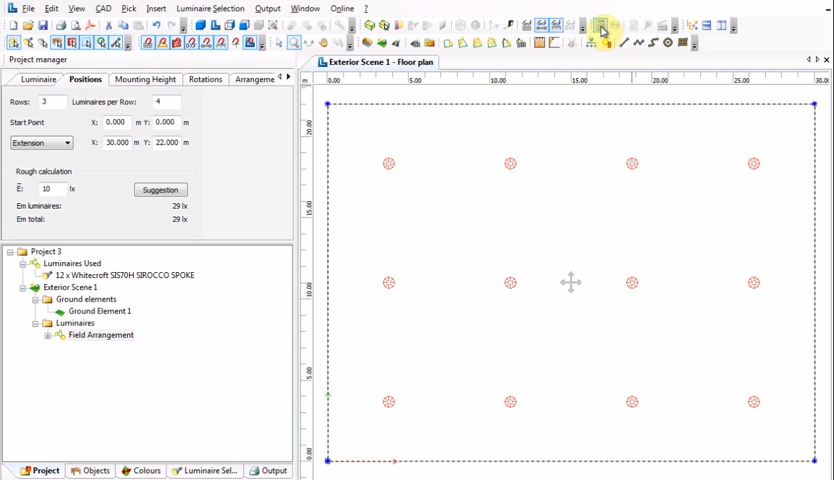 File Edit View CAD Pick Insert Luminaire Selection Output Window Online ?
Project manager
Luminaire Positions Mounting Height Rotations Arrangeme
Rows: 3 Luminaires per Row: 4
Start Point X: 0.000 m Y: 0.000 m
Extension X: 30.000 m Y: 22.000 m
Rough calculation
E: 10 lx Suggestion
Em luminaires: 29 lx
Em total: 29 lx
Project 3
Luminaires Used
12 x Whitecroft SIS70H SIROCCO SPOKE
Exterior Scene 1
Ground elements
Ground Element 1
Luminaires
Field Arrangement
Project Objects Colours Luminaire Sel... Output
Exterior Scene 1 - Floor plan
m 0.00 5.00 10.00 15.00 20.00 25.00 30.00
20.00
15.00
10.00
5.00
0.00